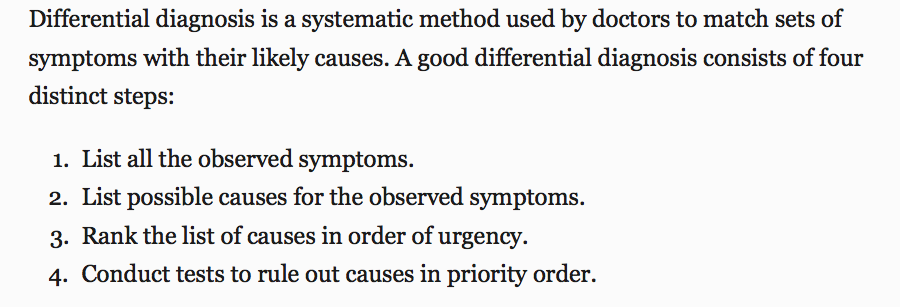 Differential diagnosis is a systematic method used by doctors to match sets of
symptoms with their likely causes. A good differential diagnosis consists of four
distinct steps:
1. List all the observed symptoms.
2. List possible causes for the observed symptoms.
3. Rank the list of causes in order of urgency.
4. Conduct tests to rule out causes in priority order.